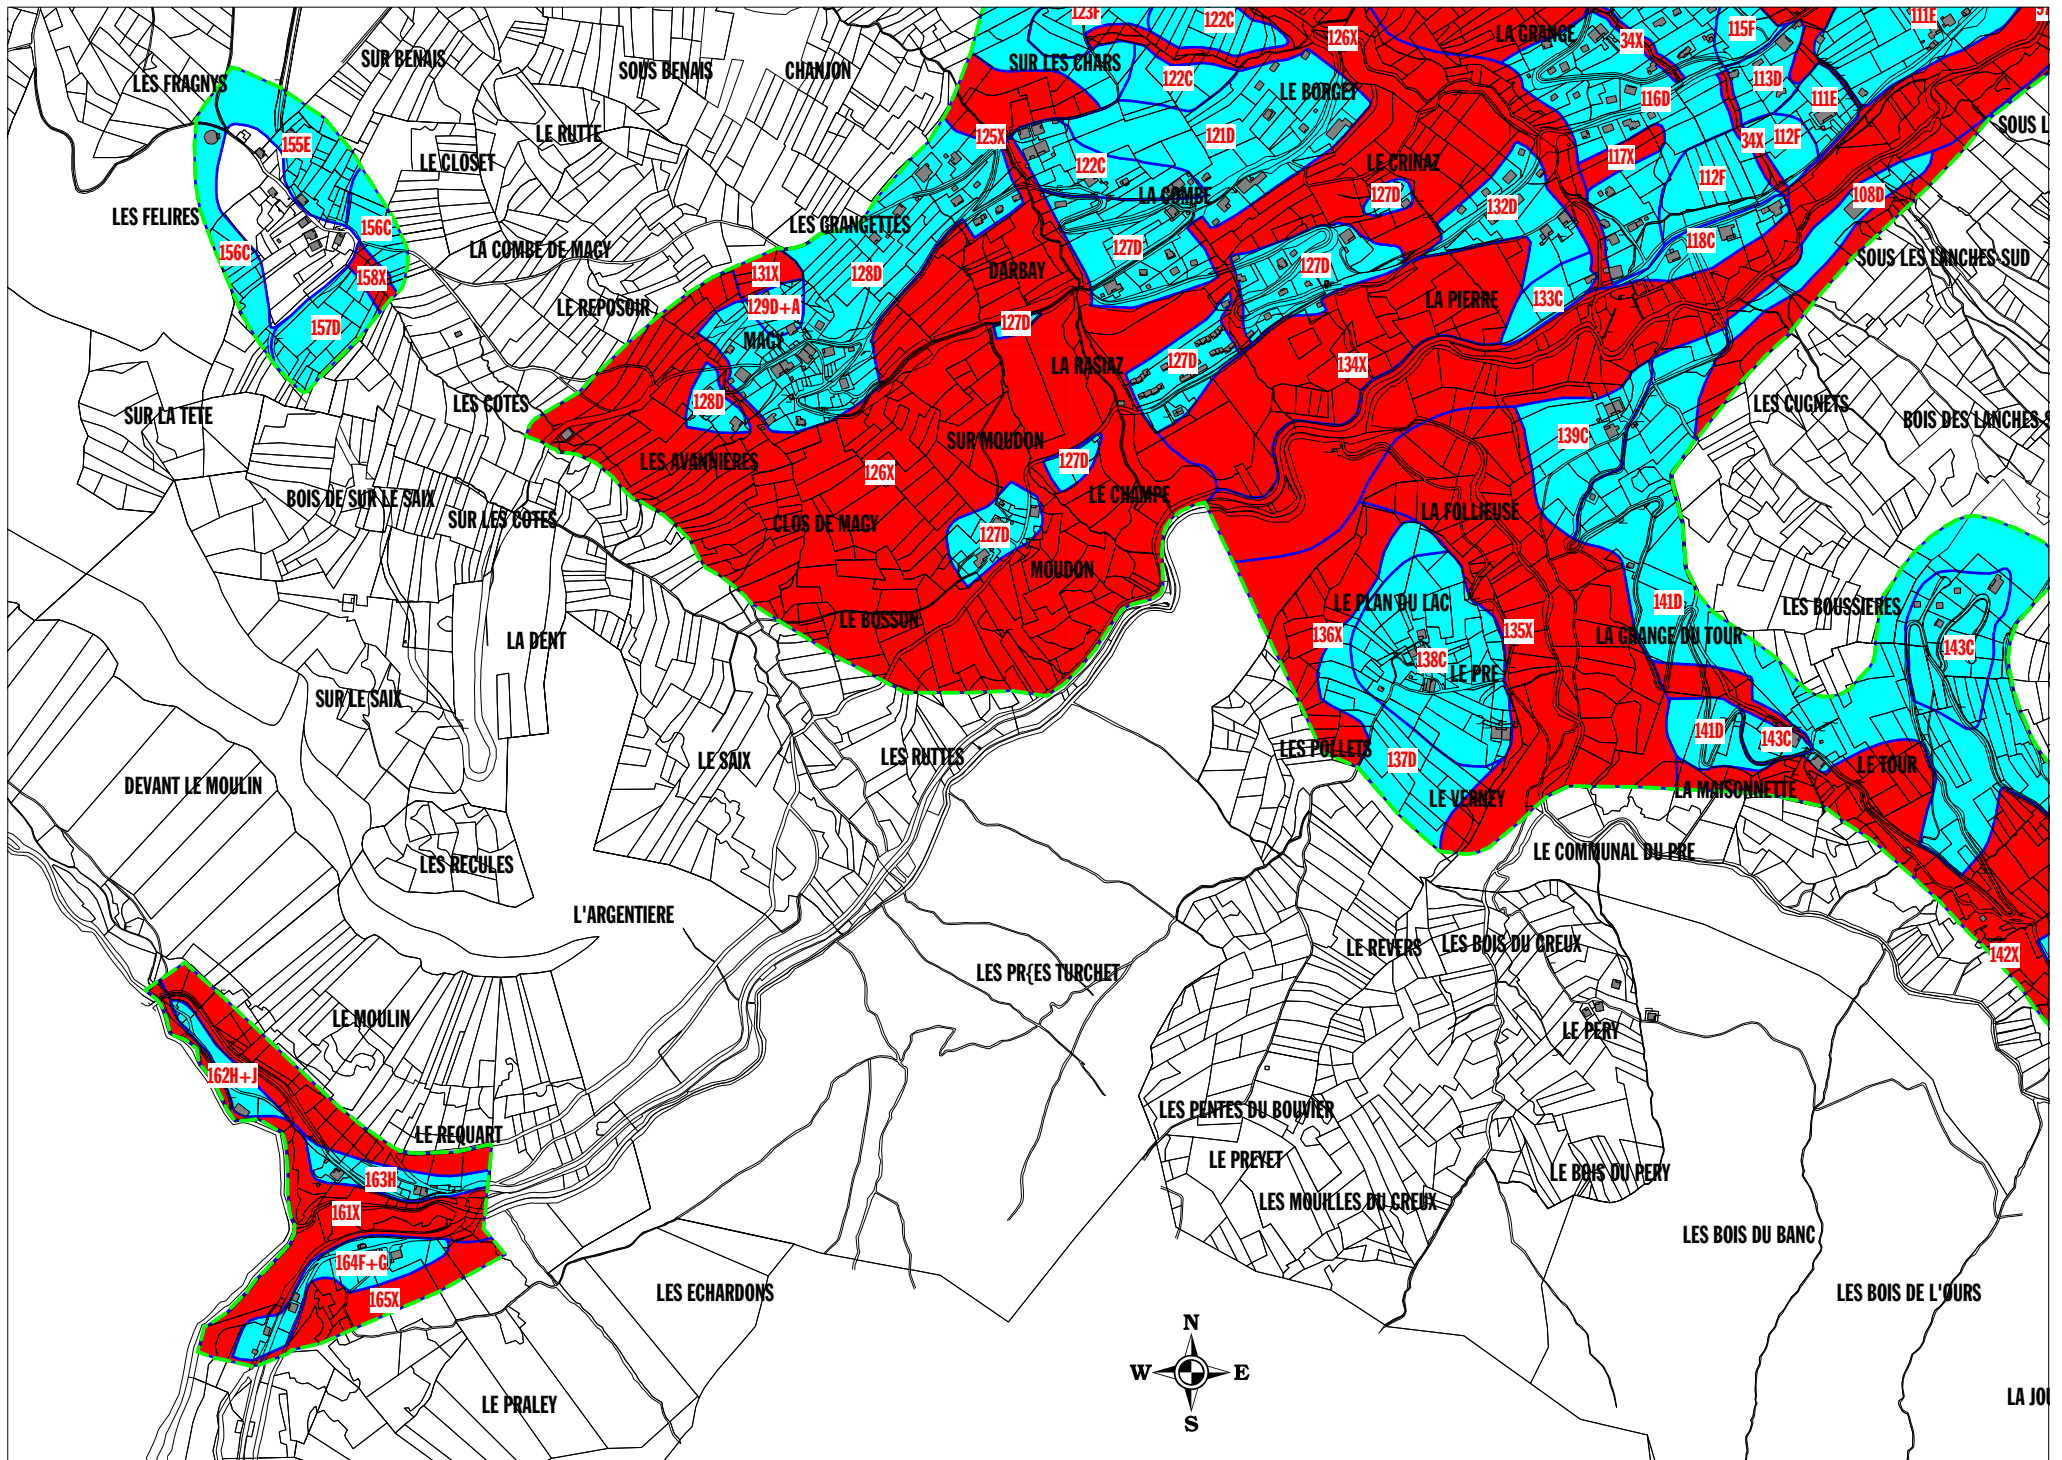 123F
122C
126X
LA GRANGE
34X
115F
111E
SUR BENAIS
LES FRAGNYS
SOUS BENAIS
CHANJON
SUR LES CHARS
122C
LE BORGEY
116D
113D
111E
LE RUTTE
155E
LE CLOSET
125X
121D
117X
34X
112F
SOUS L
122C
LE CRINAZ
127D
112F
LES FELIRES
156C
LES GRANGETTES
LA COMBE
132D
108D
156C
LA COMBE DE MAGY
127D
118C
SOUS LES LANCHES-SUD
158X
131X
128D
DARBAY
127D
LE REPOSOIR
129D+A
LA PIERRE
133C
157D
MAGY
127D
LA RASIAZ
127D
134X
SUR LA TETE
LES COTES
128D
LES CUGNETS
BOIS DES LANCHES-S
SUR MOUDON
139C
LES AVANNIERES
126X
127D
BOIS DE SUR LE SAIX
SUR LES COTES
CLOS DE MAGY
LE CHAMPE
LA FOLLIEUSE
127D
MOUDON
LE BOSSON
LE PLAN DU LAC
141D
LES BOUSSIERES
LA DENT
136X
135X
LA GRANGE DU TOUR
143C
138C
LE PRE
SUR LE SAIX
LE SAIX
LES RUTTES
LES POLLETS
137D
141D
143C
LE TOUR
DEVANT LE MOULIN
LE VERNEY
LA MAISONNETTE
LES RECULES
LE COMMUNAL DU PRE
L'ARGENTIERE
LE REVERS
LES BOIS DU CREUX
142X
LES PR{ES TURCHET
LE MOULIN
LE PERY
162H+J
LES PENTES DU BOUVIER
LE REQUART
LE PREYET
LE BOIS DU PERY
163H
LES MOUILLES DU CREUX
161X
LES BOIS DU BANC
164F+G
165X
LES ECHARDONS
LES BOIS DE L'OURS
N
W
E
S
LE PRALEY
LA JOU